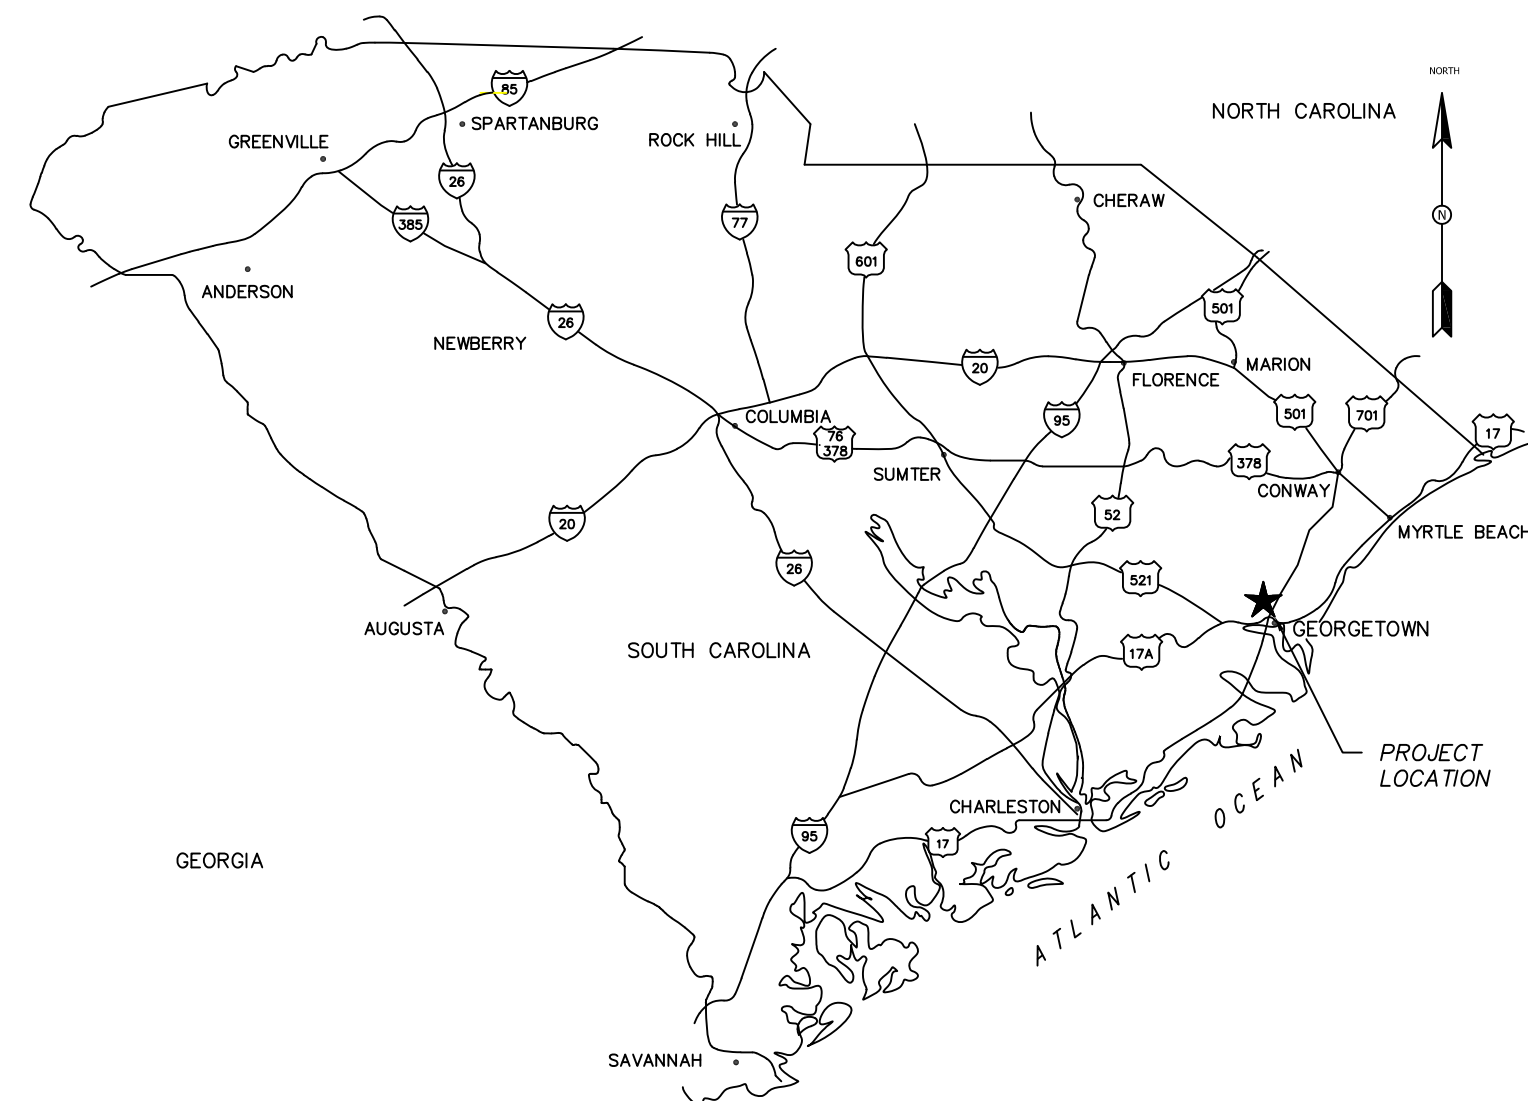 NORTH
85
NORTH CAROLINA
SPARTANBURG
GREENVILLE
ROCK HILL
26
CHERAW
N
385
77
601
ANDERSON
501
26
NEWBERRY
MARION
20
FLORENCE
COLUMBIA
95
501
701
17
76
378
SUMTER
378
CONWAY
20
52
MYRTLE BEACH
26
521
AUGUSTA
GEORGETOWN
SOUTH CAROLINA
17A
PROJECT
LOCATION
CHARLESTON
95
17
GEORGIA
ATLANTIC OCEAN
SAVANNAH